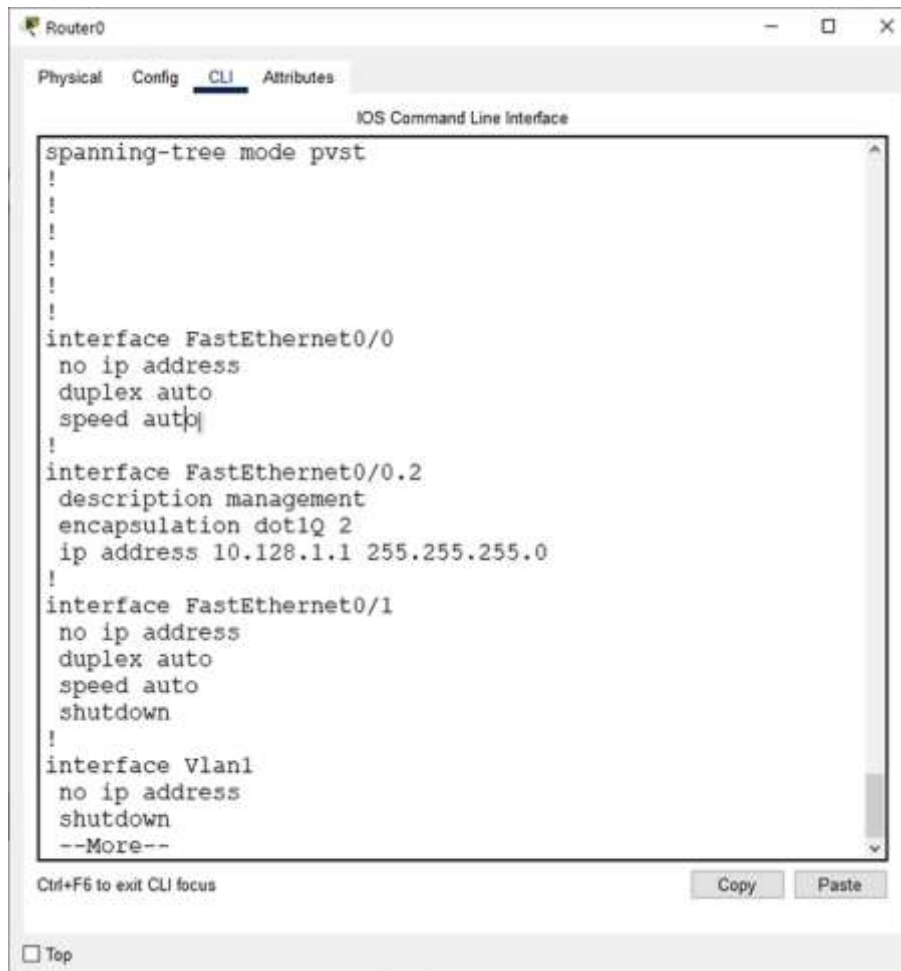 Router0
Physical Config CLI Attributes
IOS Command Line Interface
spanning-tree mode pvst
!
!
!
!
!
!
interface FastEthernet0/0
 no ip address
 duplex auto
 speed auto
!
interface FastEthernet0/0.2
 description management
 encapsulation dot1Q 2
 ip address 10.128.1.1 255.255.255.0
!
interface FastEthernet0/1
 no ip address
 duplex auto
 speed auto
 shutdown
!
interface Vlan1
 no ip address
 shutdown
 --More--
Ctrl+F6 to exit CLI focus
Copy Paste
Top